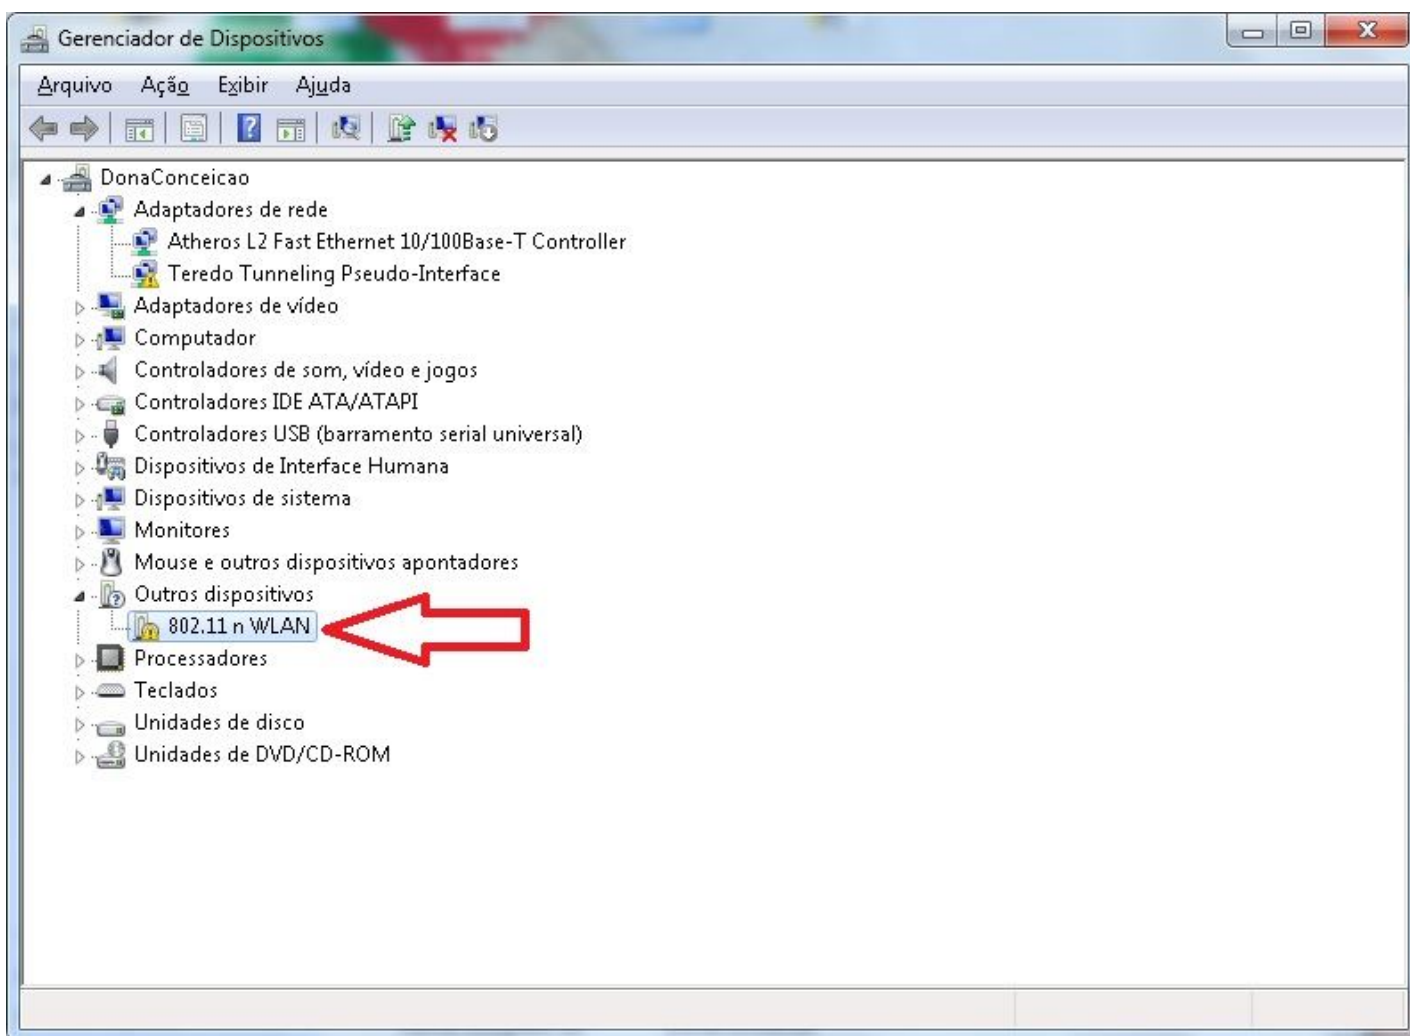 Gerenciador de Dispositivos
Arquivo Ação Exibir Ajuda
DonaConceicao
Adaptadores de rede
Atheros L2 Fast Ethernet 10/100Base-T Controller
Teredo Tunneling Pseudo-Interface
Adaptadores de vídeo
Computador
Controladores de som, vídeo e jogos
Controladores IDE ATA/ATAPI
Controladores USB (barramento serial universal)
Dispositivos de Interface Humana
Dispositivos de sistema
Monitores
Mouse e outros dispositivos apontadores
Outros dispositivos
802.11 n WLAN
Processadores
Teclados
Unidades de disco
Unidades de DVD/CD-ROM